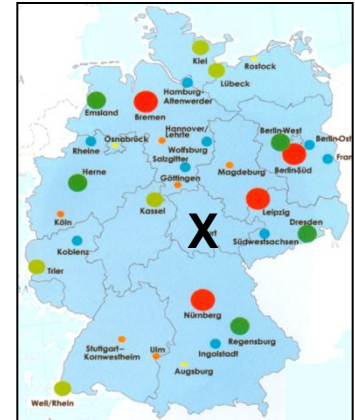 Kiel
Rostock
Lübeck
Hamburg-
Altenwerder
Emsland
Bremen
Hannover/
Lehrte
Osnabrück
Rheine
Wolfsburg
Salzgitter
Göttingen
Berlin-West
Berlin-Ost
Fran
Berlin-Süd
Magdeburg
Herne
Kassel
Leipzig
Dresden
Köln
X
Südwestsachsen
Koblenz
Trier
Nürnberg
Regensburg
Stuttgart-
Kornwestheim
Ulm
Ingolstadt
Augsburg
Weil/Rhein